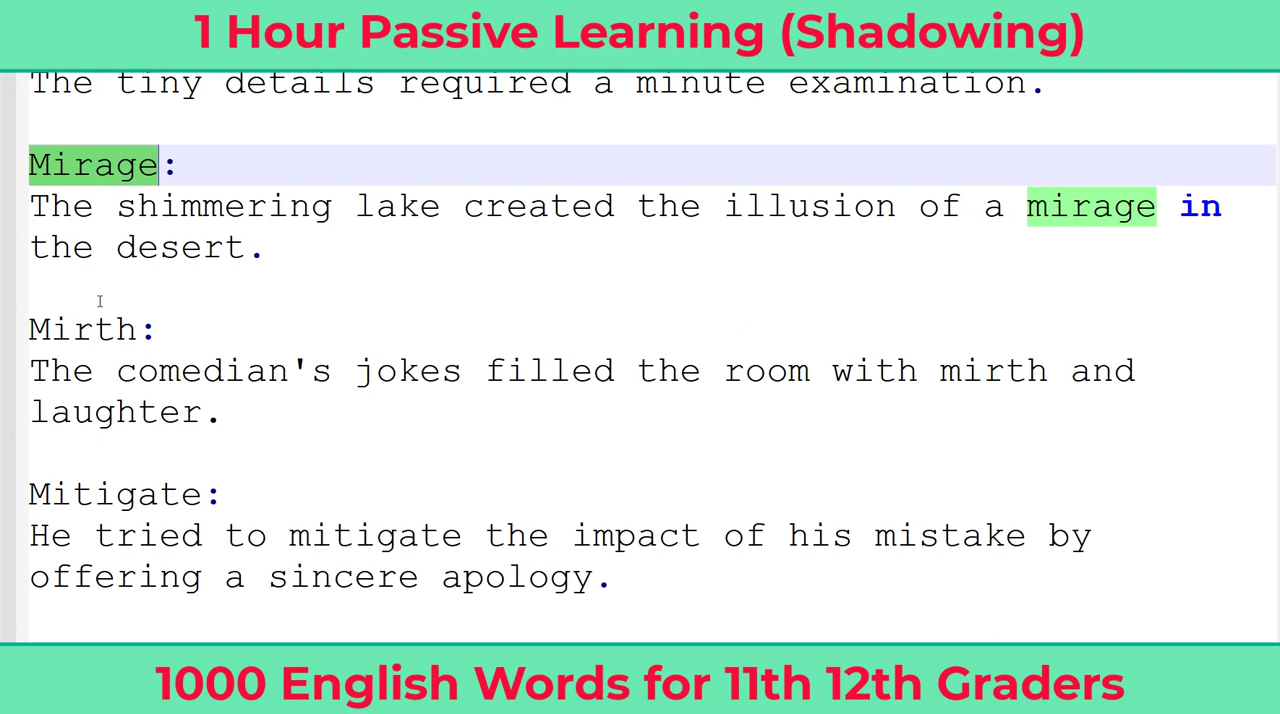 1 Hour Passive Learning (Shadowing)
The tiny details required a minute examination.
Mirage:
The shimmering lake created the illusion of a mirage in
the desert.
Mirth:
The comedian's jokes filled the room with mirth and
laughter.
Mitigate:
He tried to mitigate the impact of his mistake by
offering a sincere apology.
1000 English Words for 11th 12th Graders